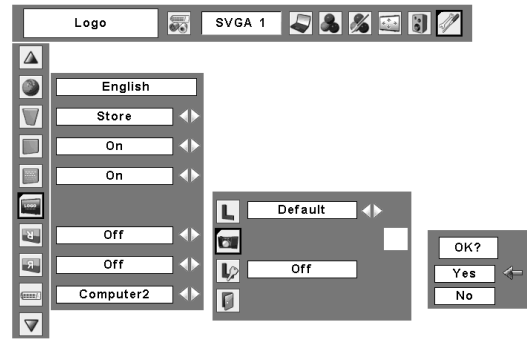 Logo
SVGA 1
English
Store
On
On
Off
Off
Computer2
Default
Off
OK?
Yes
No